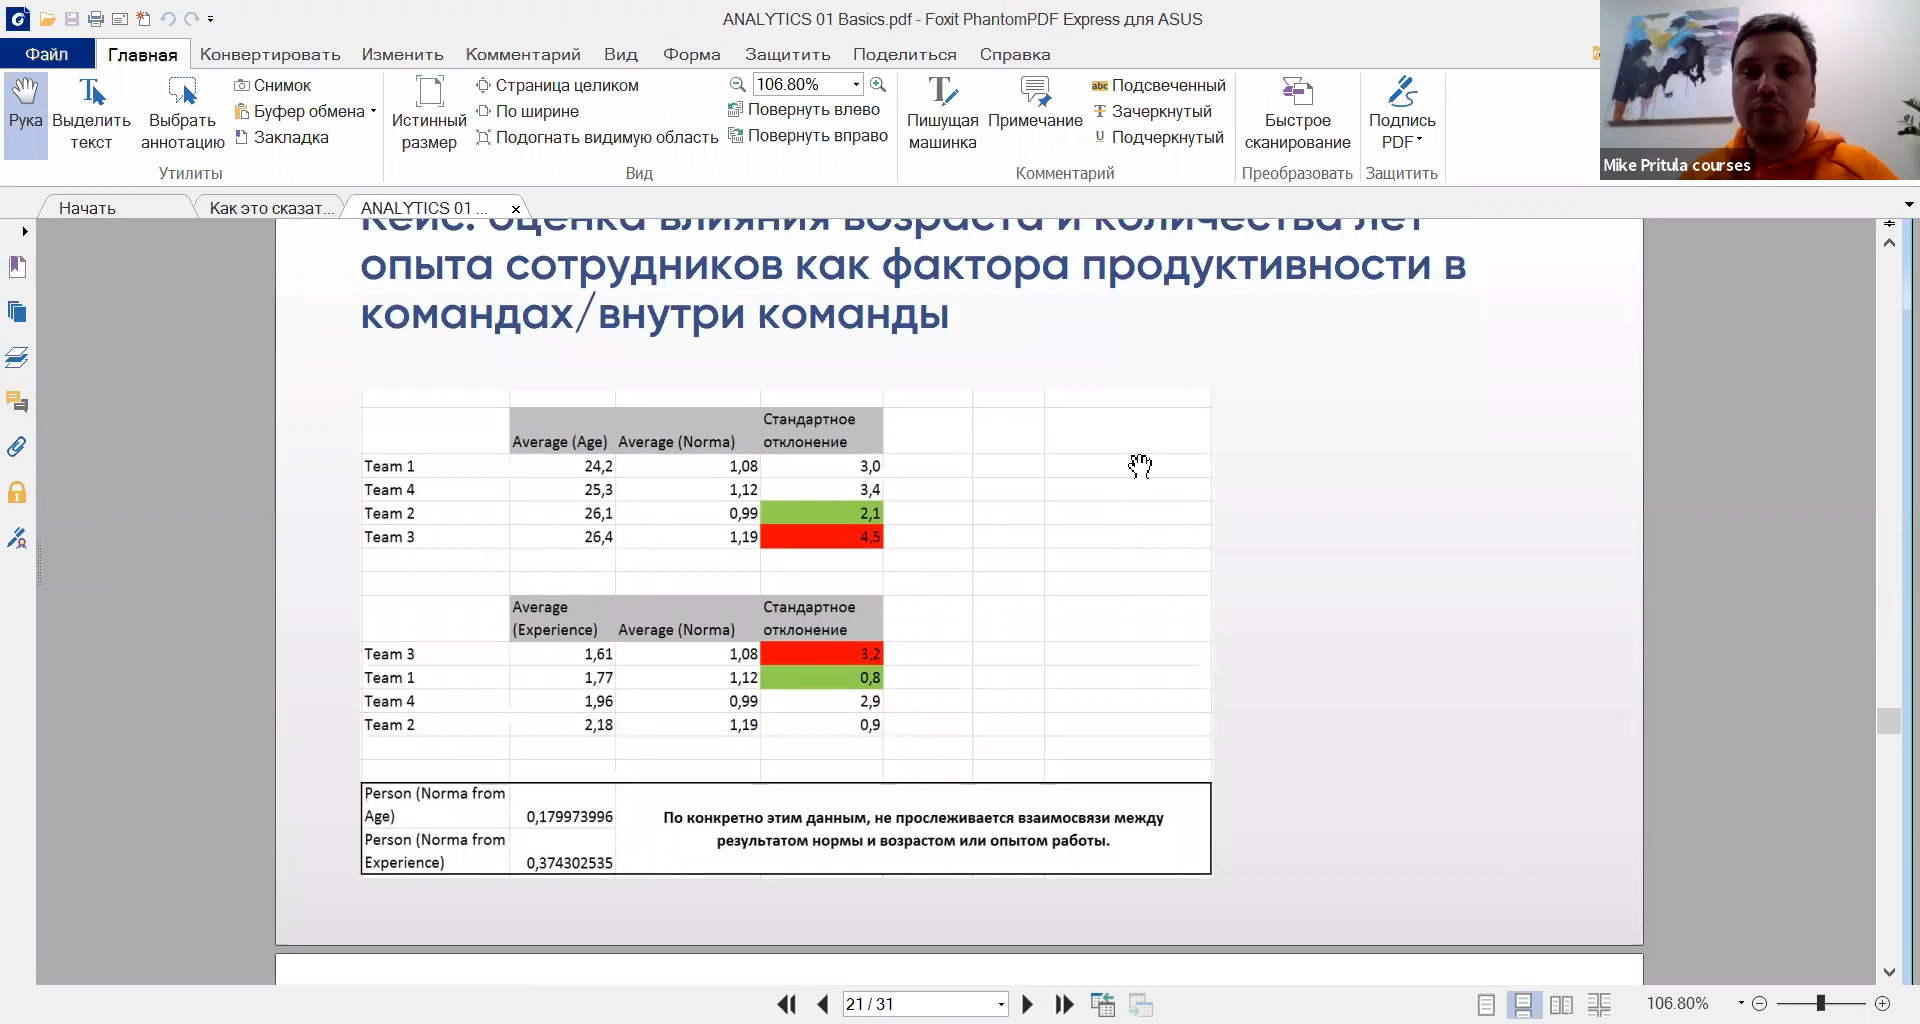 ANALYTICS 01 Basics.pdf - Foxit PhantomPDF Express для ASUS
Файл Главная Конвертировать Изменить Комментарий Вид Форма Защитить Поделиться Справка
Рука
Выделить текст
Выбрать аннотацию
Снимок
Буфер обмена
Закладка
Утилиты
Истинный размер
Страница целиком
По ширине
Подогнать видимую область
106.80%
Повернуть влево
Повернуть вправо
Вид
Пишущая машинка
Примечание
Подсвеченный
Зачеркнутый
Подчеркнутый
Комментарий
Быстрое сканирование
Преобразовать
Подпись PDF
Защитить
Mike Pritula courses
Начать Как это сказат... ANALYTICS 01 ...
Кейс: оценка влияния возраста и количества лет
опыта сотрудников как фактора продуктивности в
командах/внутри команды
Average (Age) Average (Norma) Стандартное отклонение
Team 1 24,2 1,08 3,0
Team 4 25,3 1,12 3,4
Team 2 26,1 0,99 2,1
Team 3 26,4 1,19 4,5
Average (Experience) Average (Norma) Стандартное отклонение
Team 3 1,61 1,08 3,2
Team 1 1,77 1,12 0,8
Team 4 1,96 0,99 2,9
Team 2 2,18 1,19 0,9
Person (Norma from Age) 0,179973996
Person (Norma from Experience) 0,374302535
По конкретно этим данным, не прослеживается взаимосвязи между
результатом нормы и возрастом или опытом работы.
21 / 31
106.80%